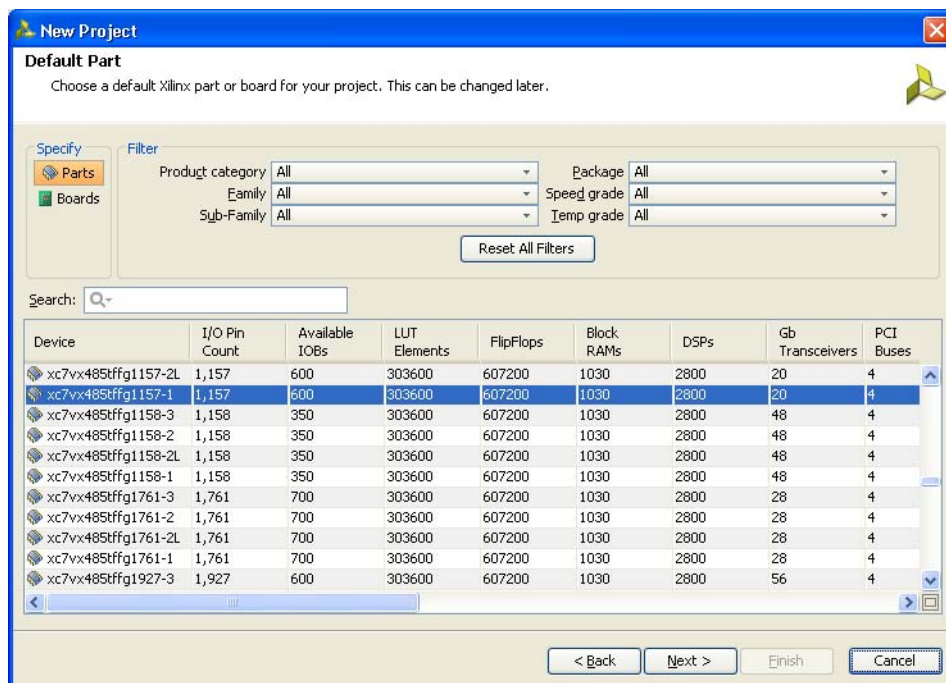 New Project
Default Part
Choose a default Xilinx part or board for your project. This can be changed later.
Specify
Parts
Boards
Filter
Product category All Package All
Family All Speed grade All
Sub-Family All Temp grade All
Reset All Filters
Search:
Device I/O Pin Count Available IOBs LUT Elements FlipFlops Block RAMs DSPs Gb Transceivers PCI Buses
xc7vx485tffg1157-2L 1,157 600 303600 607200 1030 2800 20 4
xc7vx485tffg1157-1 1,157 600 303600 607200 1030 2800 20 4
xc7vx485tffg1158-3 1,158 350 303600 607200 1030 2800 48 4
xc7vx485tffg1158-2 1,158 350 303600 607200 1030 2800 48 4
xc7vx485tffg1158-2L 1,158 350 303600 607200 1030 2800 48 4
xc7vx485tffg1158-1 1,158 350 303600 607200 1030 2800 48 4
xc7vx485tffg1761-3 1,761 700 303600 607200 1030 2800 28 4
xc7vx485tffg1761-2 1,761 700 303600 607200 1030 2800 28 4
xc7vx485tffg1761-2L 1,761 700 303600 607200 1030 2800 28 4
xc7vx485tffg1761-1 1,761 700 303600 607200 1030 2800 28 4
xc7vx485tffg1927-3 1,927 600 303600 607200 1030 2800 56 4
< Back Next > Finish Cancel